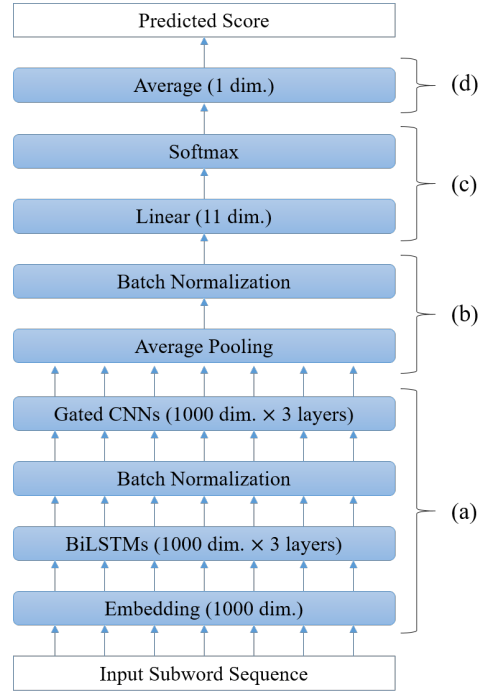 Predicted Score
Average (1 dim.)
(d)
Softmax
(c)
Linear (11 dim.)
Batch Normalization
(b)
Average Pooling
Gated CNNs (1000 dim. × 3 layers)
Batch Normalization
(a)
BiLSTMs (1000 dim. × 3 layers)
Embedding (1000 dim.)
Input Subword Sequence